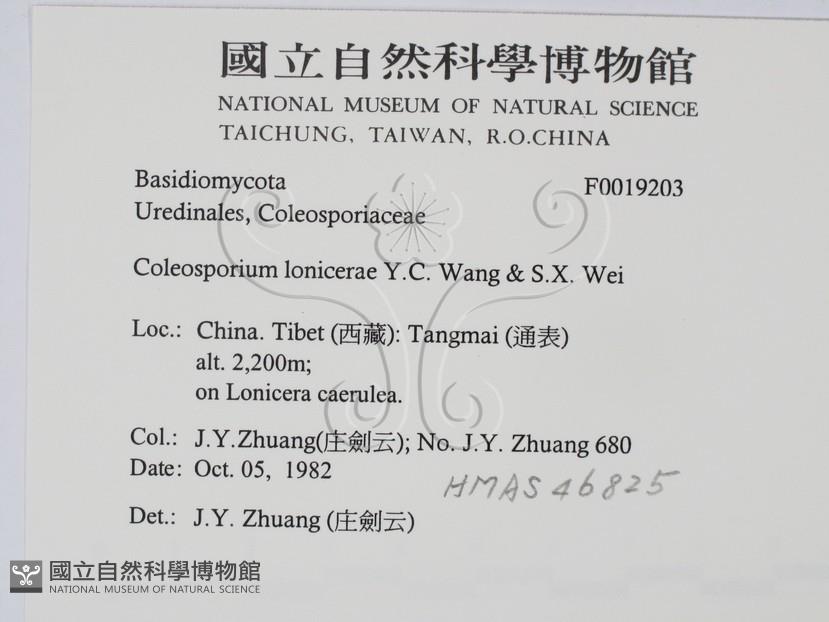 國立自然科學博物館
NATIONAL MUSEUM OF NATURAL SCIENCE
TAICHUNG, TAIWAN, R.O.CHINA
Basidiomycota F0019203
Uredinales, Coleosporiaceae
Coleosporium lonicerae Y.C. Wang & S.X. Wei
Loc.: China. Tibet (西藏): Tangmai (通表)
alt. 2,200m;
on Lonicera caerulea.
Col.: J.Y.Zhuang(庄劍云); No. J.Y. Zhuang 680
Date: Oct. 05, 1982
HMAS 46825
Det.: J.Y. Zhuang (庄劍云)
國立自然科學博物館
NATIONAL MUSEUM OF NATURAL SCIENCE